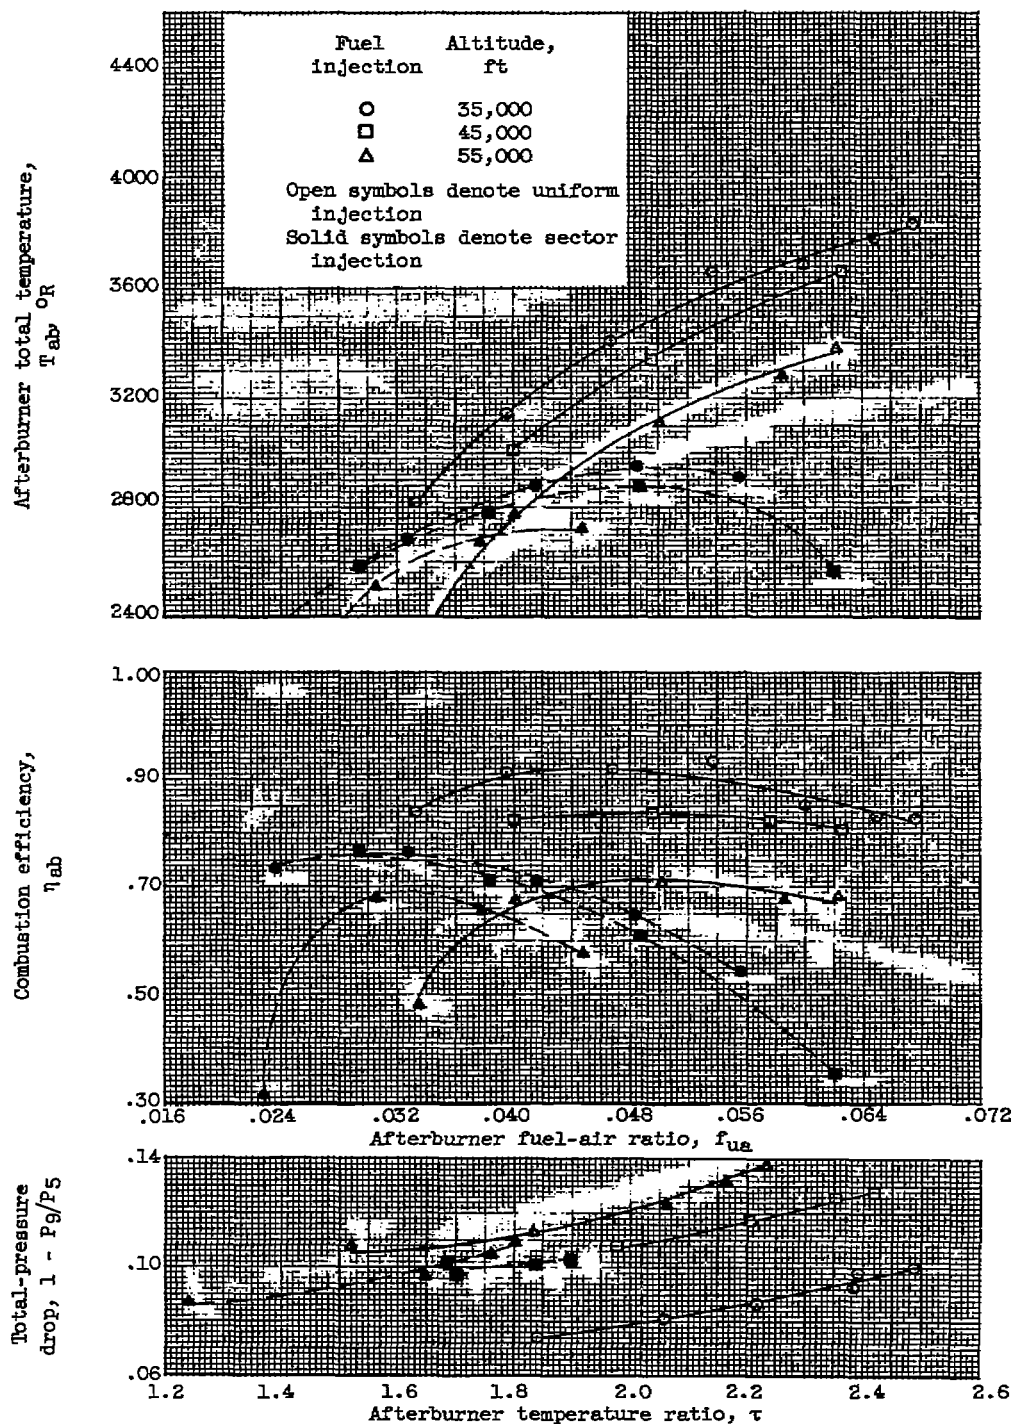 Fuel injection Altitude, ft
35,000
45,000
55,000
Open symbols denote uniform
injection
Solid symbols denote sector
injection
Afterburner total temperature,
Tab, °R
4400
4000
3600
3200
2800
2400
Combustion efficiency,
ηab
1.00
.90
.70
.50
.30
.016 .024 .032 .040 .048 .056 .064 .072
Afterburner fuel-air ratio, fua
Total-pressure
drop, 1 - P9/P5
.14
.10
.06
1.2 1.4 1.6 1.8 2.0 2.2 2.4 2.6
Afterburner temperature ratio, τ